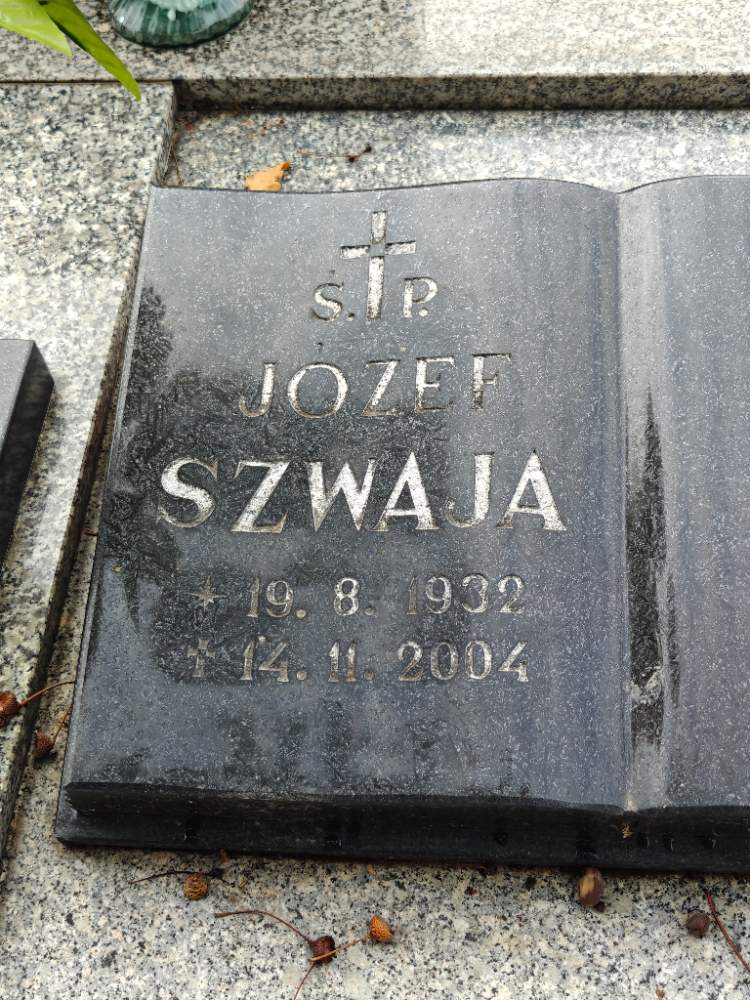 Ś. P.
JÓZEF
SZWAJA
* 19. 8. 1932
† 14. 11. 2004